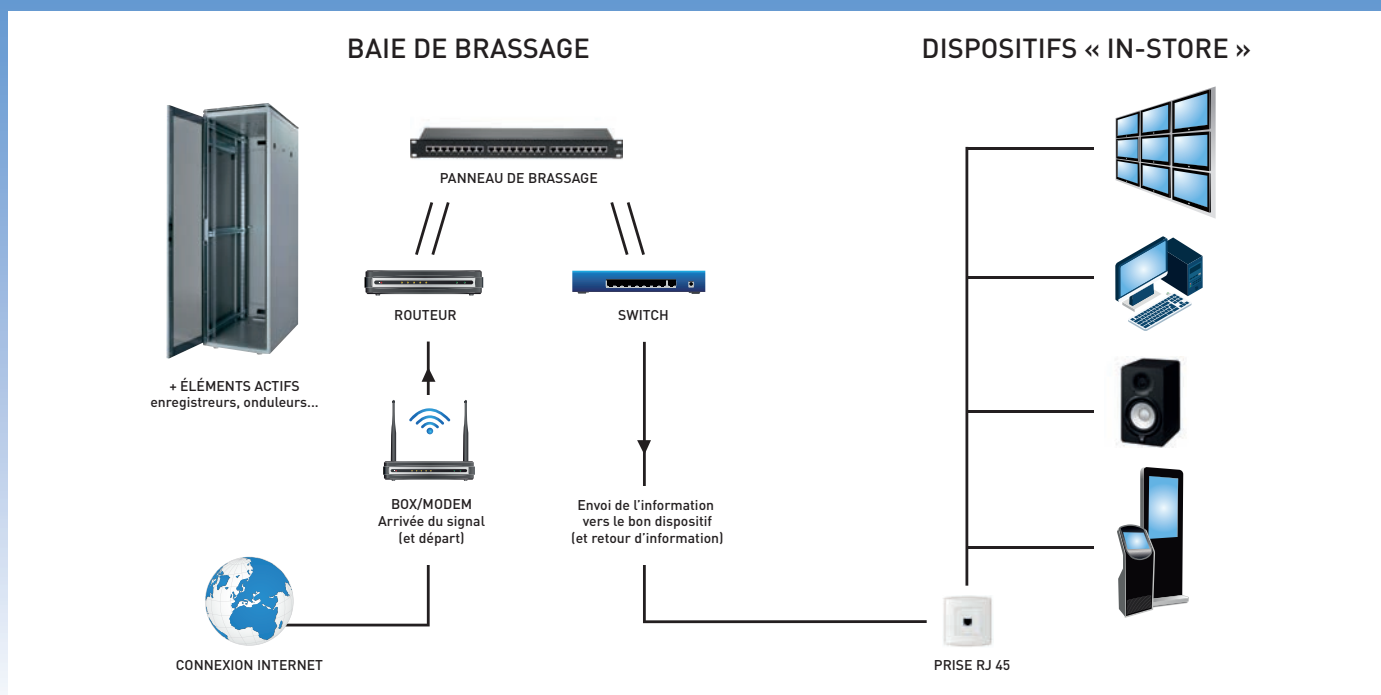 BAIE DE BRASSAGE
DISPOSITIFS « IN-STORE »
PANNEAU DE BRASSAGE
ROUTEUR
SWITCH
+ ÉLÉMENTS ACTIFS
enregistreurs, onduleurs...
BOX/MODEM
Arrivée du signal
(et départ)
Envoi de l'information
vers le bon dispositif
(et retour d'information)
CONNEXION INTERNET
PRISE RJ 45